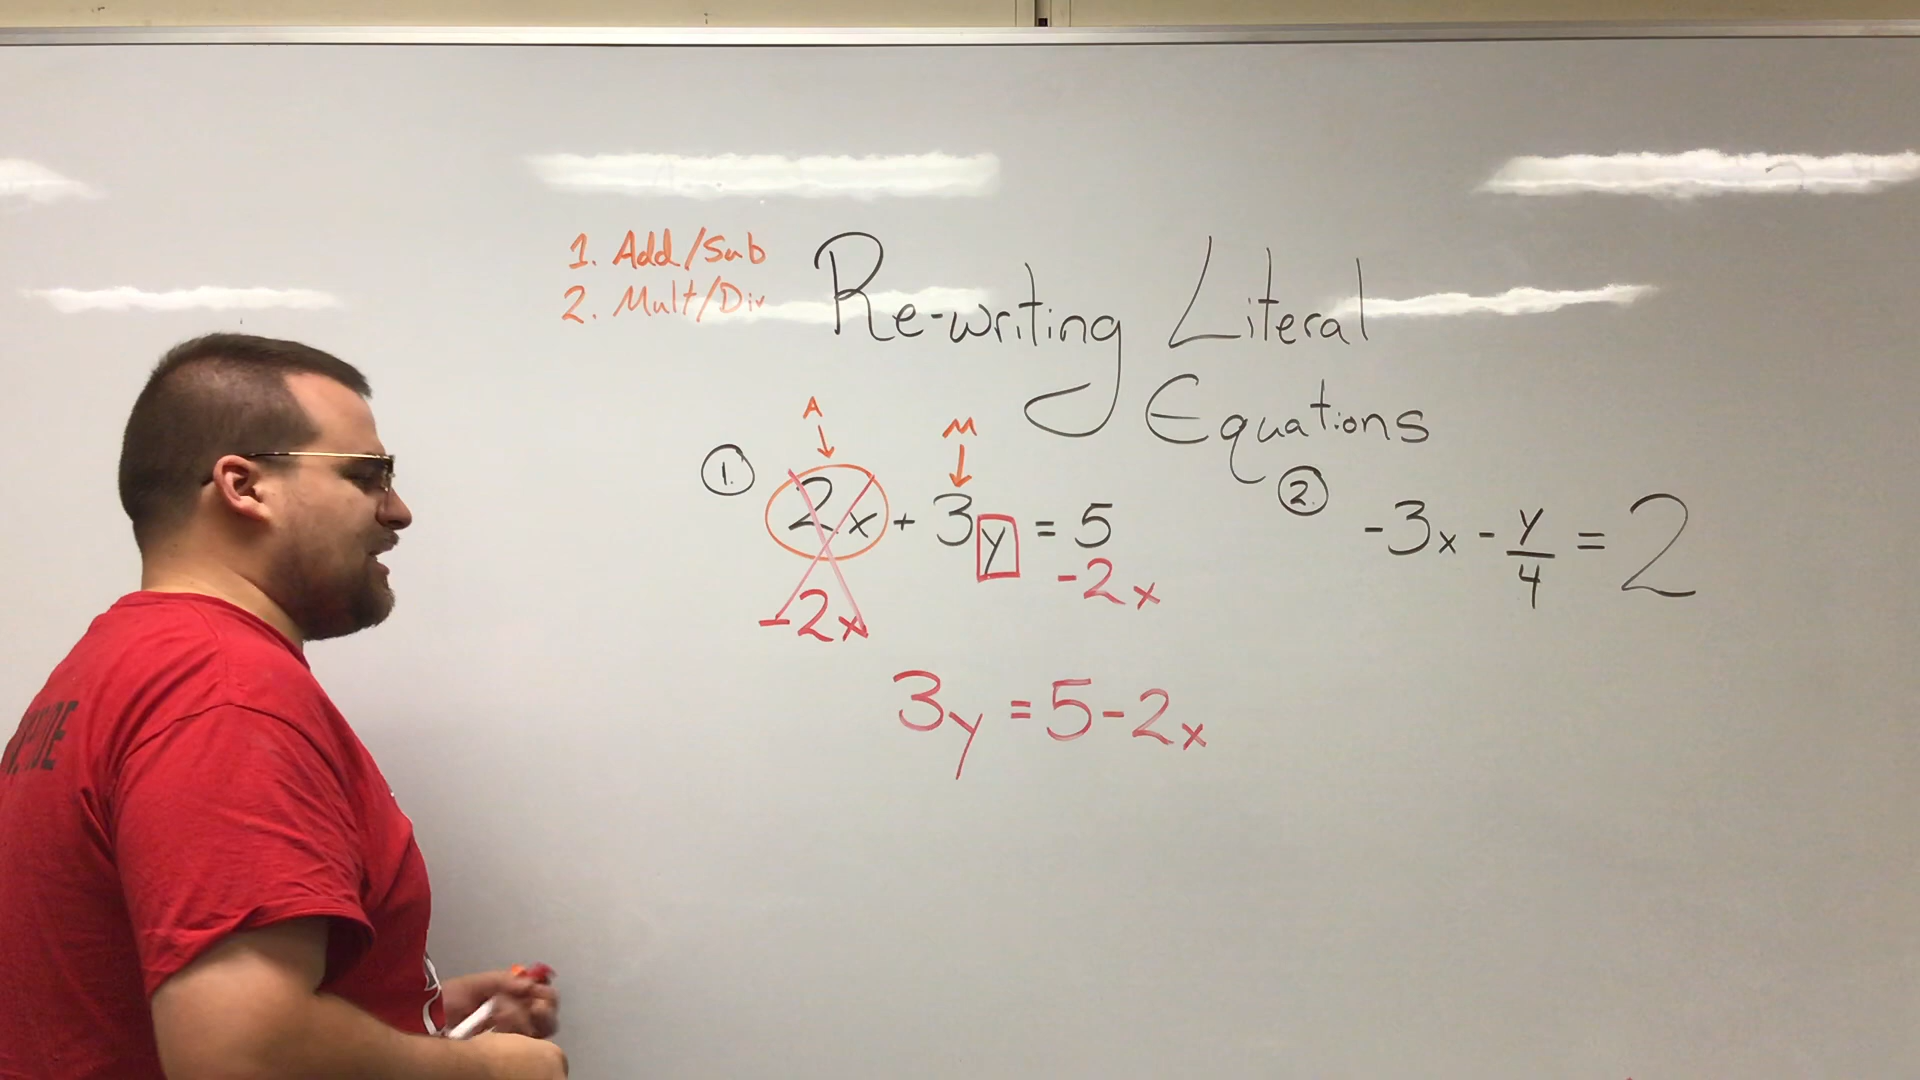 1. Add/Sub
2. Mult/Div
Re-writing Literal
Equations
A
M
1. 2x + 3y = 5
-2x -2x
3y = 5-2x
2. -3x - y/4 = 2